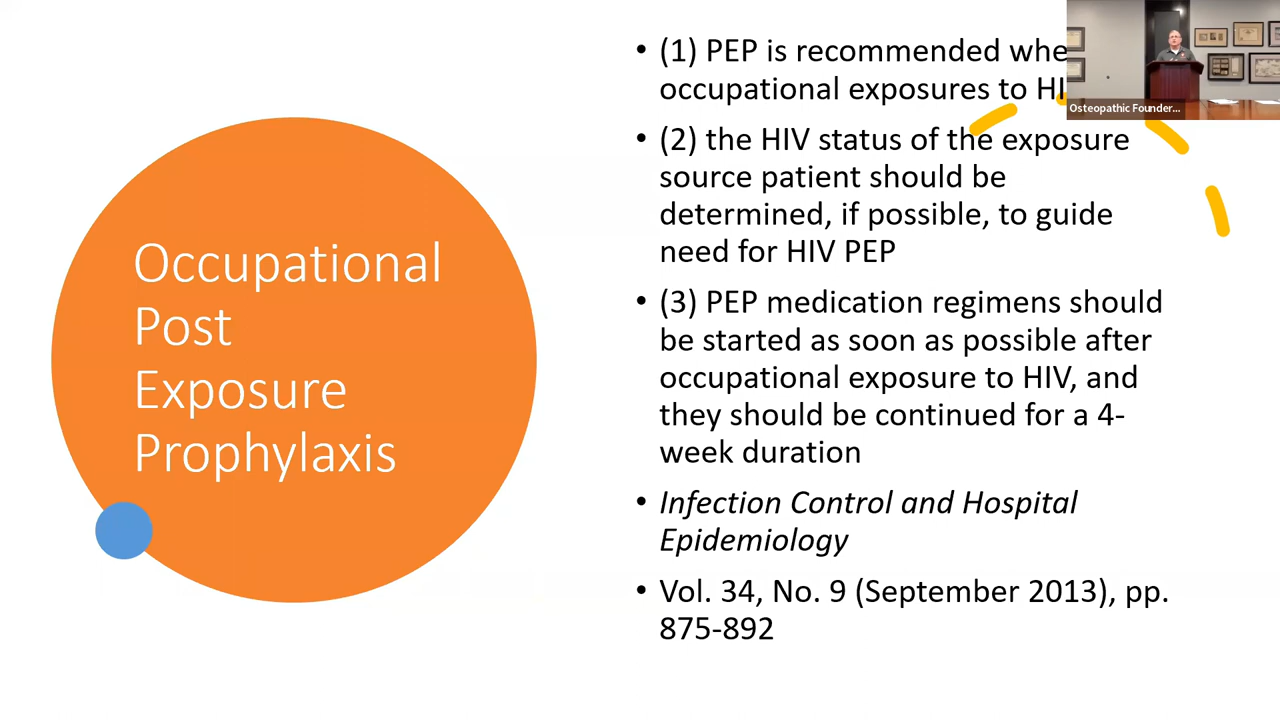 Occupational
Post
Exposure
Prophylaxis
• (1) PEP is recommended
occupational exposures to
• (2) the HIV status of the exposure
source patient should be
determined, if possible, to guide
need for HIV PEP
• (3) PEP medication regimens should
be started as soon as possible after
occupational exposure to HIV, and
they should be continued for a 4-
week duration
• Infection Control and Hospital
Epidemiology
• Vol. 34, No. 9 (September 2013), pp.
875-892
Osteopathic Founder...